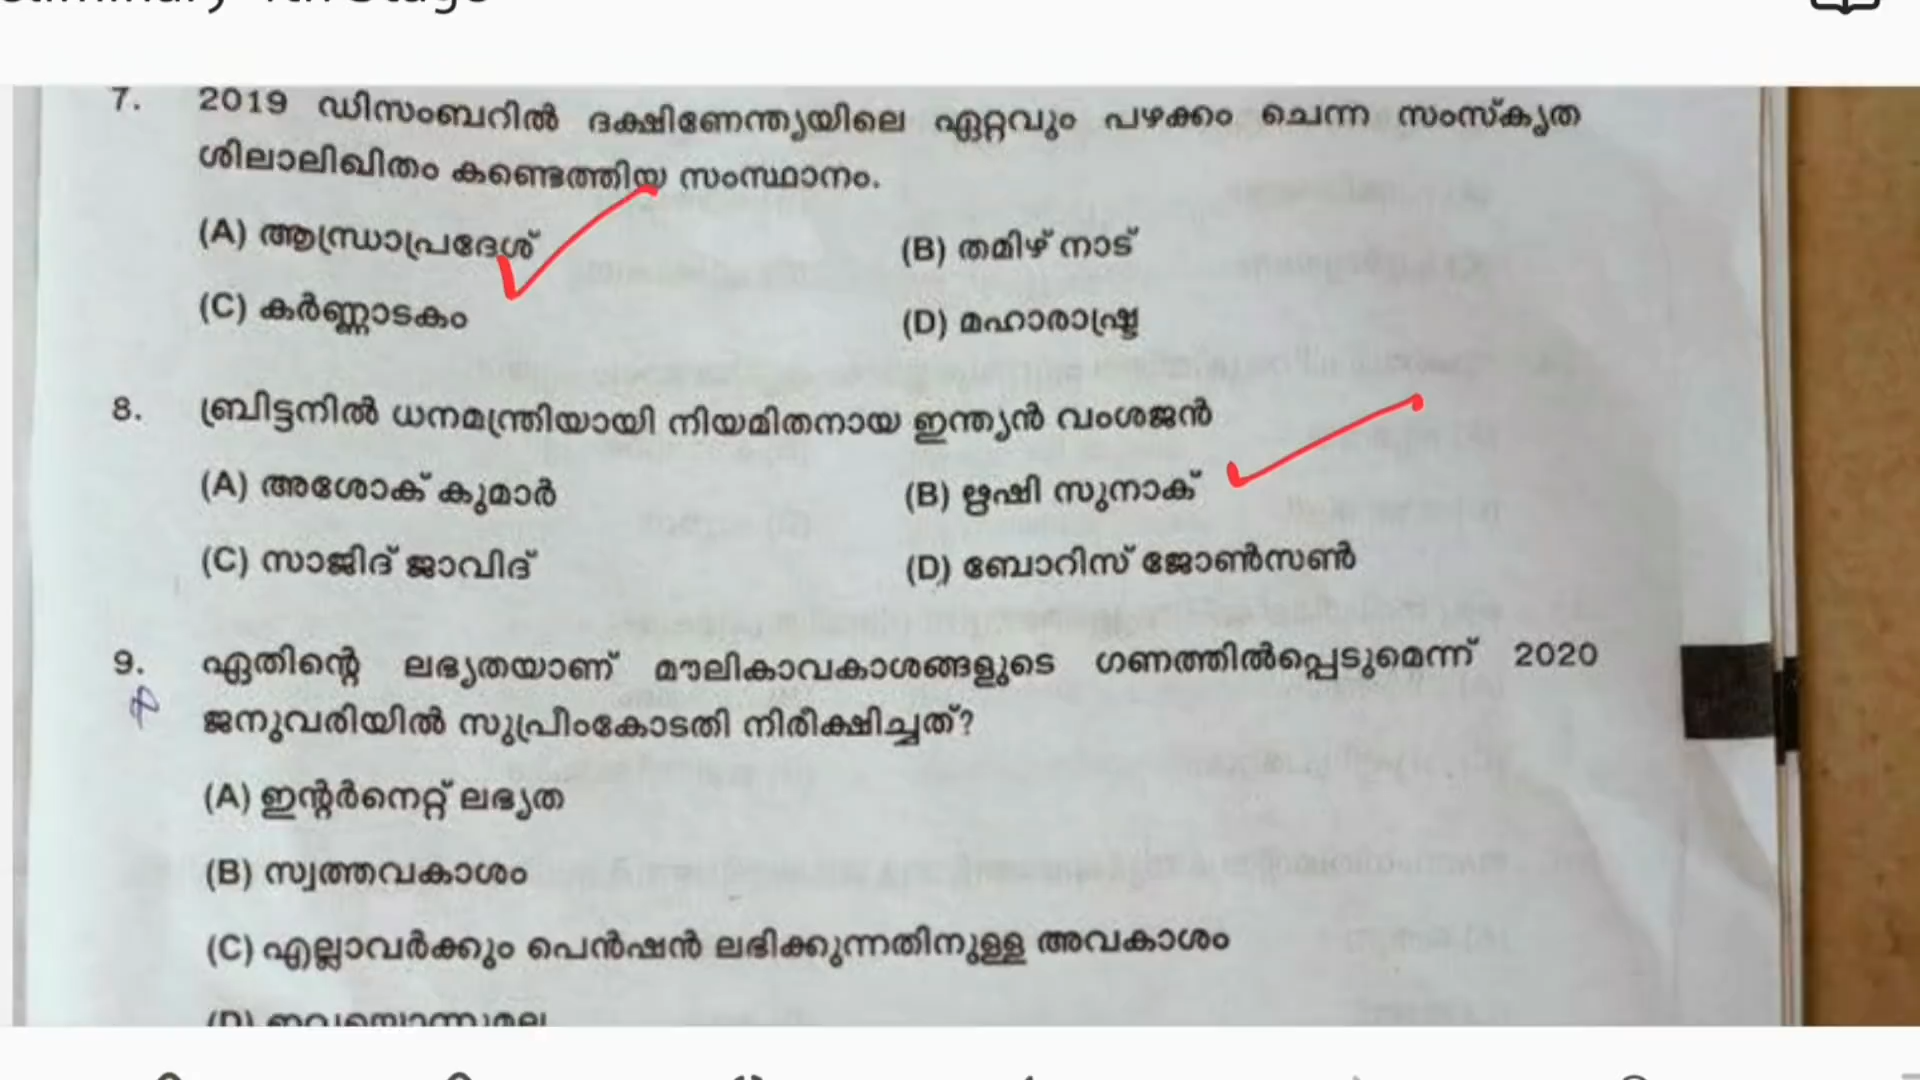 7. 2019 ഡിസംബറിൽ ദക്ഷിണേന്ത്യയിലെ ഏറ്റവും പഴക്കം ചെന്ന സംസ്കൃത
ശിലാലിഖിതം കണ്ടെത്തിയ സംസ്ഥാനം.
(A) ആന്ധ്രാപ്രദേശ് (B) തമിഴ് നാട്
(C) കർണ്ണാടകം (D) മഹാരാഷ്ട്ര
8. ബ്രിട്ടനിൽ ധനമന്ത്രിയായി നിയമിതനായ ഇന്ത്യൻ വംശജൻ
(A) അശോക് കുമാർ (B) ഋഷി സുനാക്
(C) സാജിദ് ജാവിദ് (D) ബോറിസ് ജോൺസൺ
9. ഏതിന്റെ ലഭ്യതയാണ് മൗലികാവകാശങ്ങളുടെ ഗണത്തിൽപ്പെടുമെന്ന് 2020
ജനുവരിയിൽ സുപ്രീംകോടതി നിരീക്ഷിച്ചത്?
(A) ഇന്റർനെറ്റ് ലഭ്യത
(B) സ്വത്തവകാശം
(C) എല്ലാവർക്കും പെൻഷൻ ലഭിക്കുന്നതിനുള്ള അവകാശം
(D) ഇവയൊന്നുമല്ല